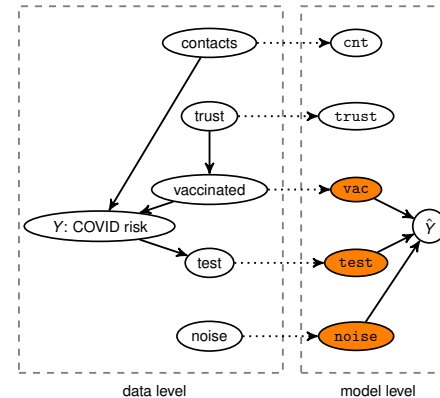 contacts cnt
trust trust
vaccinated vac
Y: COVID risk Ŷ
test test
noise noise
data level model level